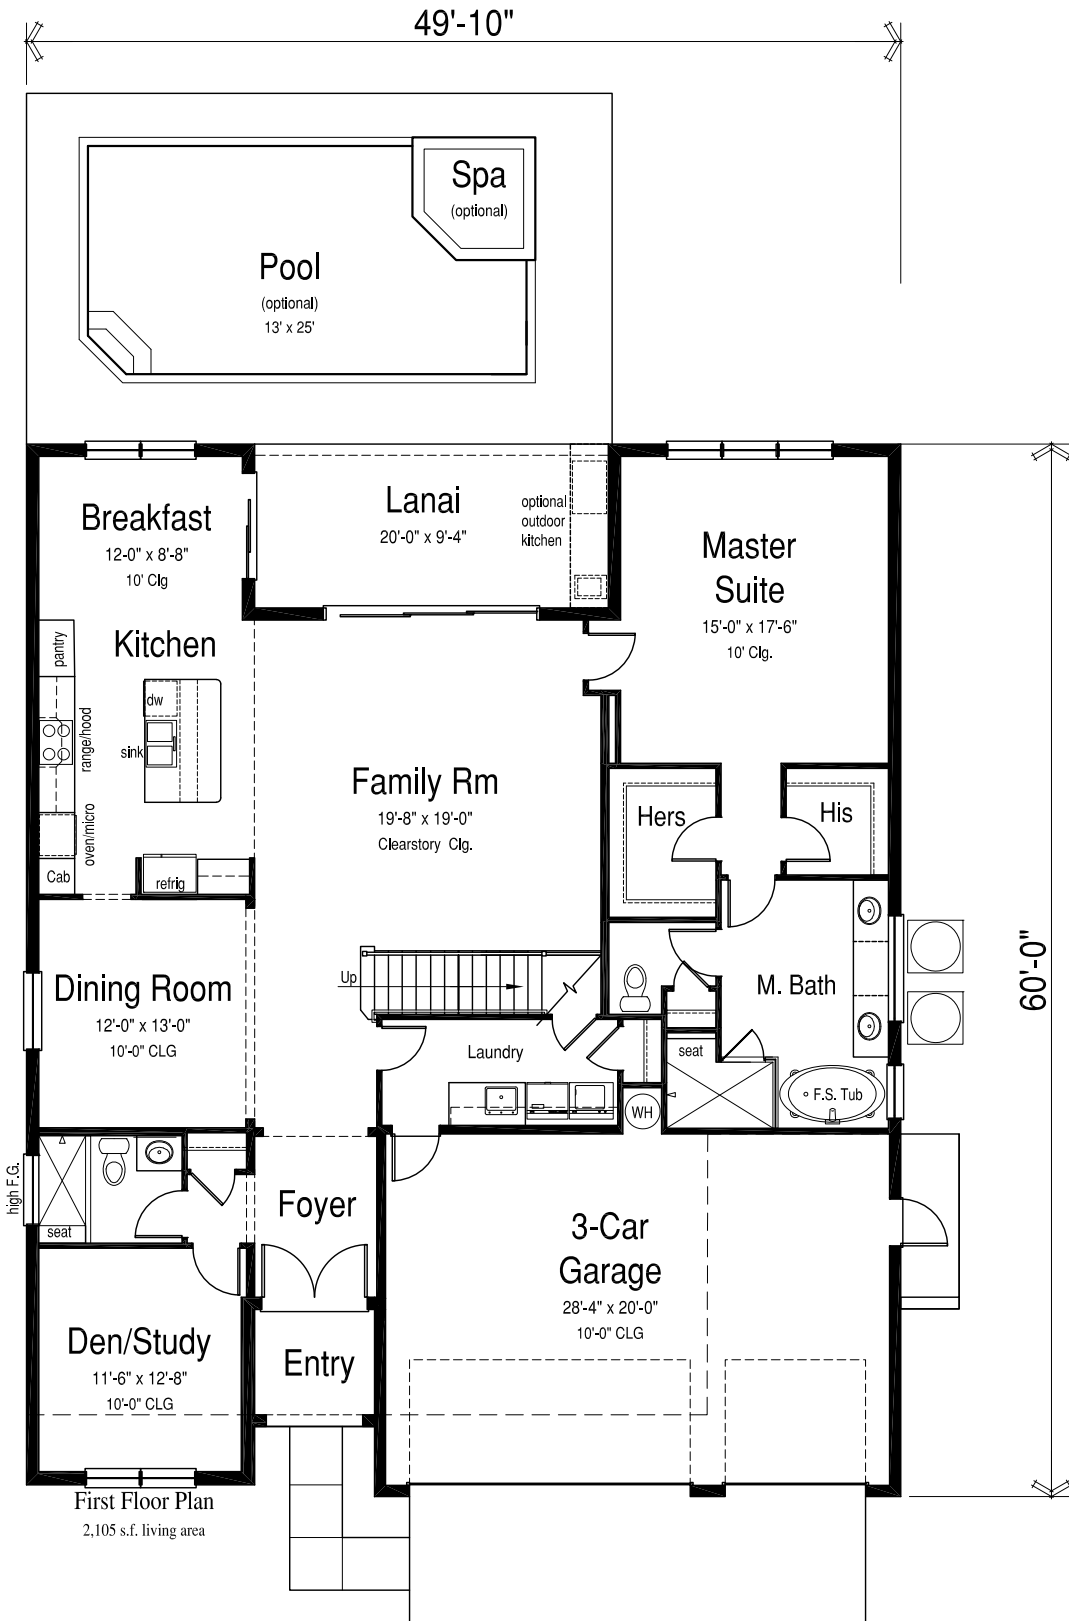 49'-10"
Spa
(optional)
Pool
(optional)
13' x 25'
Breakfast
12-0" x 8'-8"
10' Clg
Lanai
20'-0" x 9'-4"
optional
outdoor
kitchen
Master
Suite
15'-0" x 17'-6"
10' Clg.
Kitchen
pantry
range/hood
oven/micro
Cab
dw
sink
refrig
Family Rm
19'-8" x 19'-0"
Clearstory Clg.
Hers
His
60'-0"
Dining Room
12'-0" x 13'-0"
10'-0" CLG
Up
M. Bath
Laundry
seat
F.S. Tub
WH
high F.G.
seat
Foyer
3-Car
Garage
28'-4" x 20'-0"
10'-0" CLG
Den/Study
11'-6" x 12'-8"
10'-0" CLG
Entry
First Floor Plan
2,105 s.f. living area